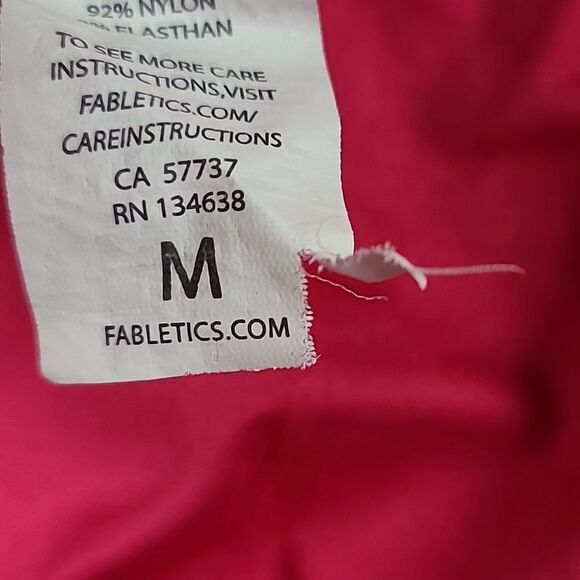 92% NYLON
ELASTHAN
TO SEE MORE CARE
INSTRUCTIONS,VISIT
FABLETICS.COM/
CAREINSTRUCTIONS
CA 57737
RN 134638
M
FABLETICS.COM